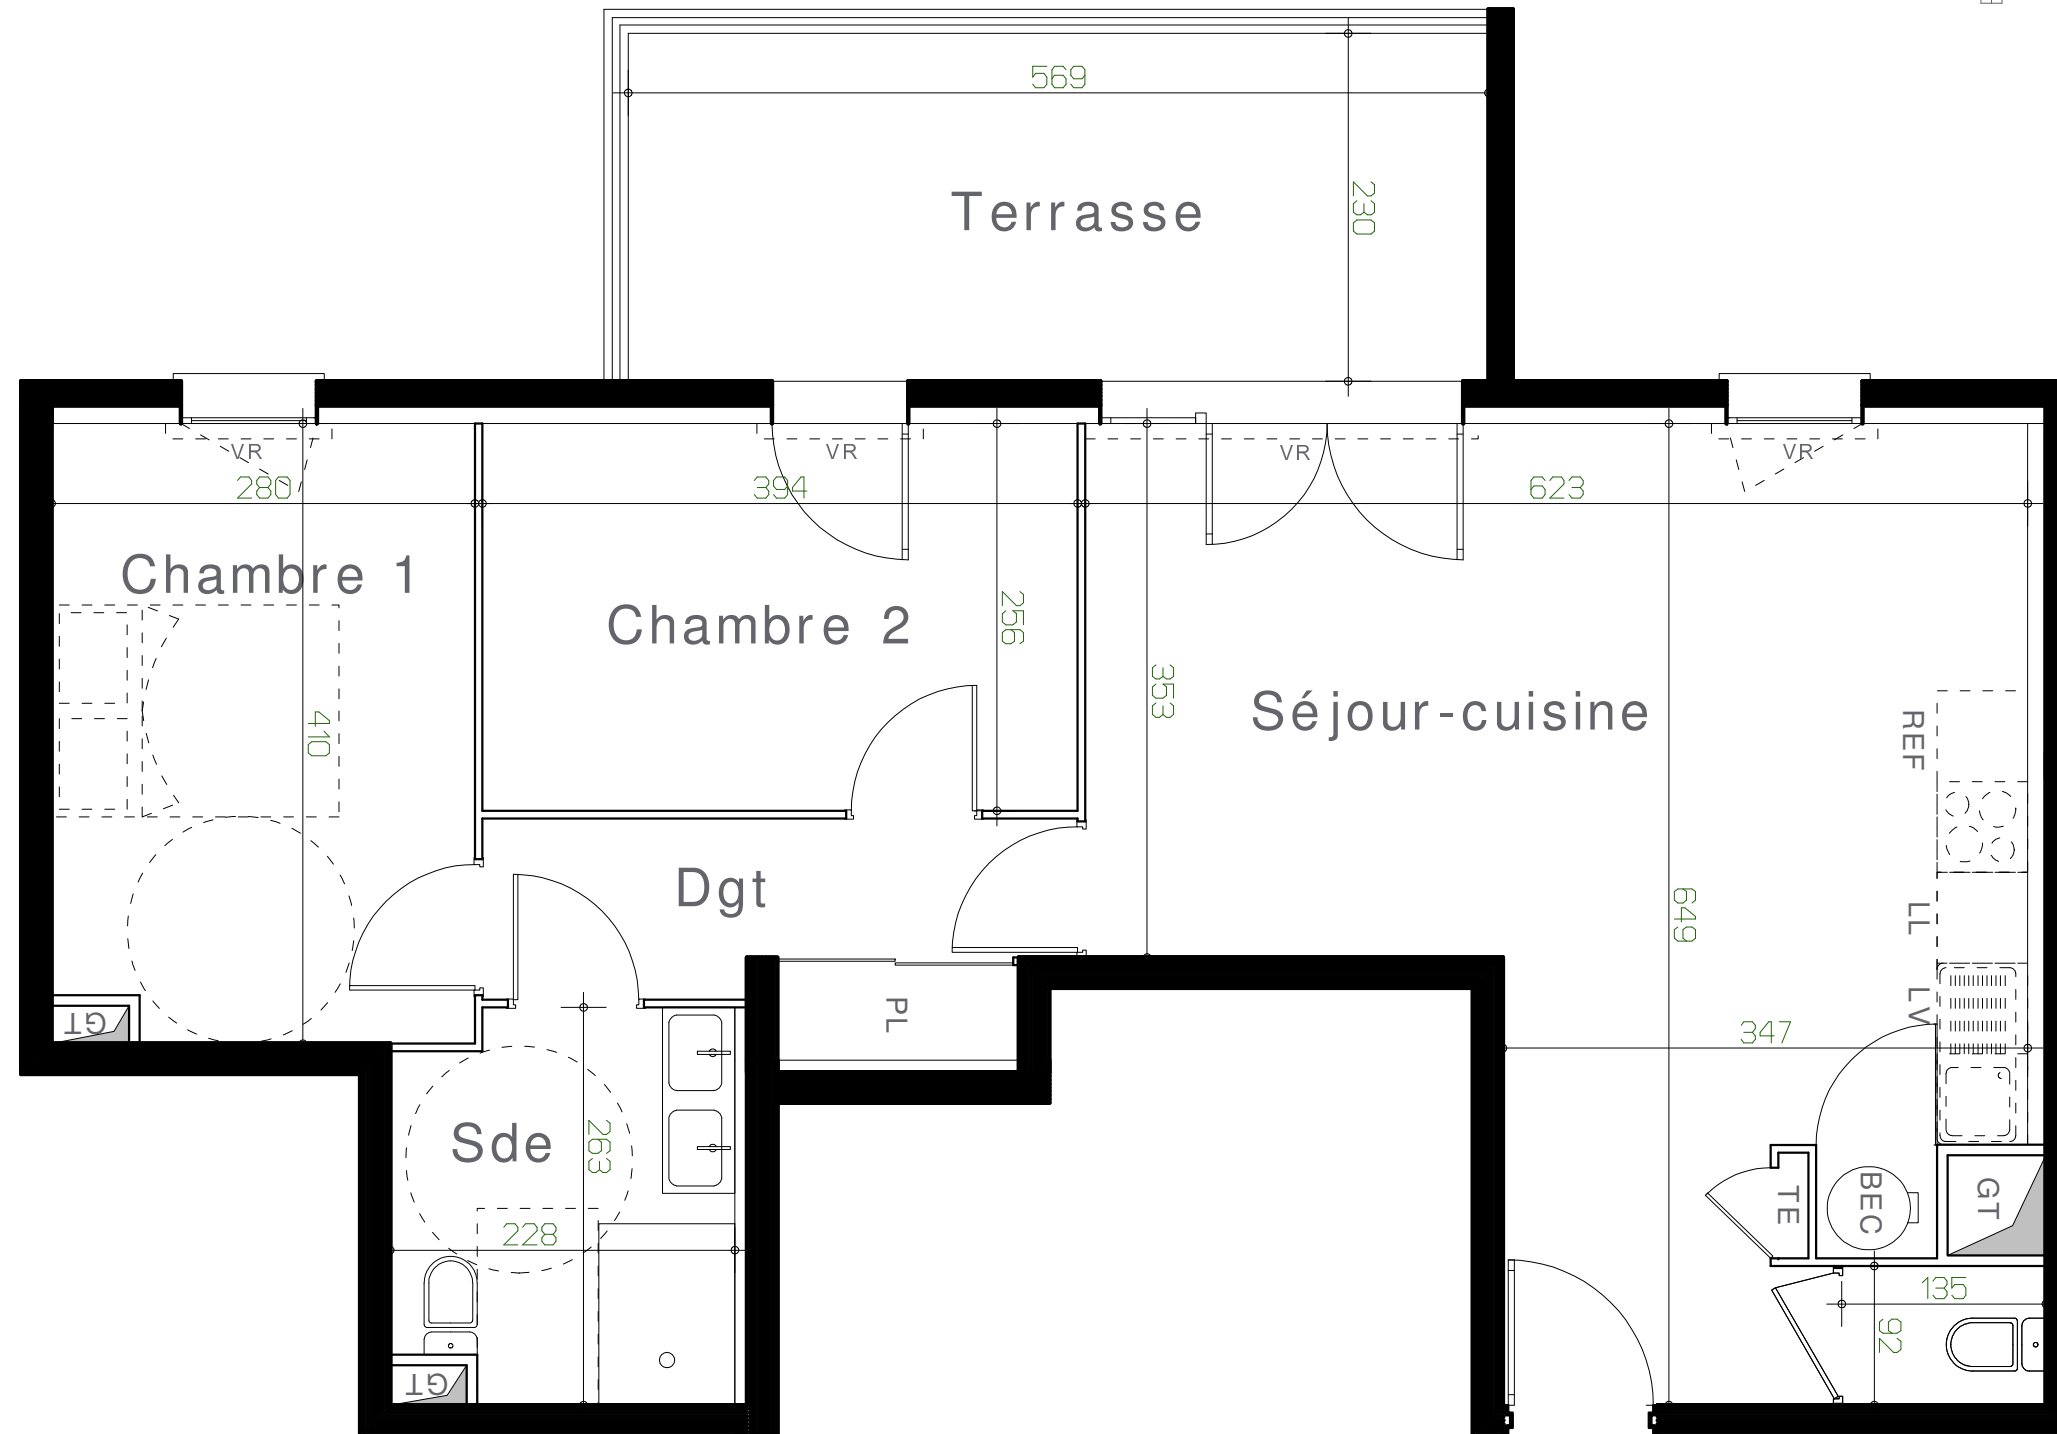 569
Terrasse
230
VR
VR
VR
VR
280
394
623
Chambre 1
Chambre 2
256
353
Séjour-cuisine
410
REF
Dgt
649
LL
LV
GT
PL
347
Sde
263
TE
BEC
GT
228
135
92
GT